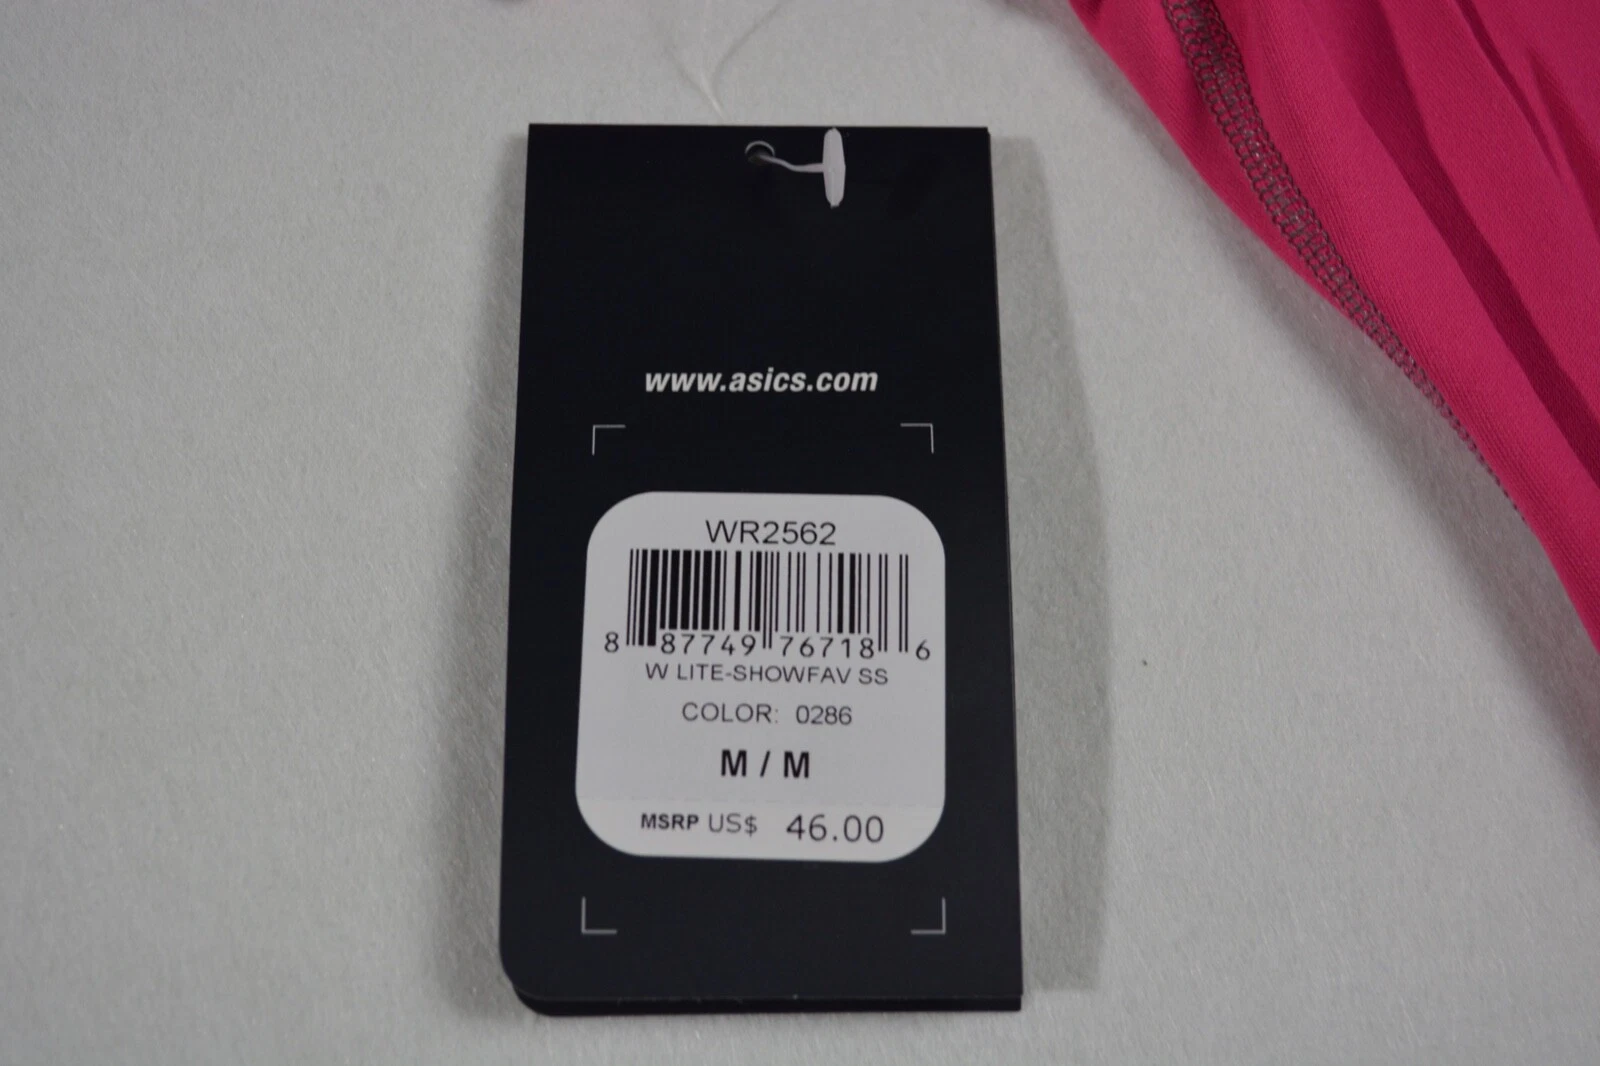 www.asics.com
WR2562
8 87749 76718 6
W LITE-SHOWFAV SS
COLOR: 0286
M / M
MSRP US$ 46.00